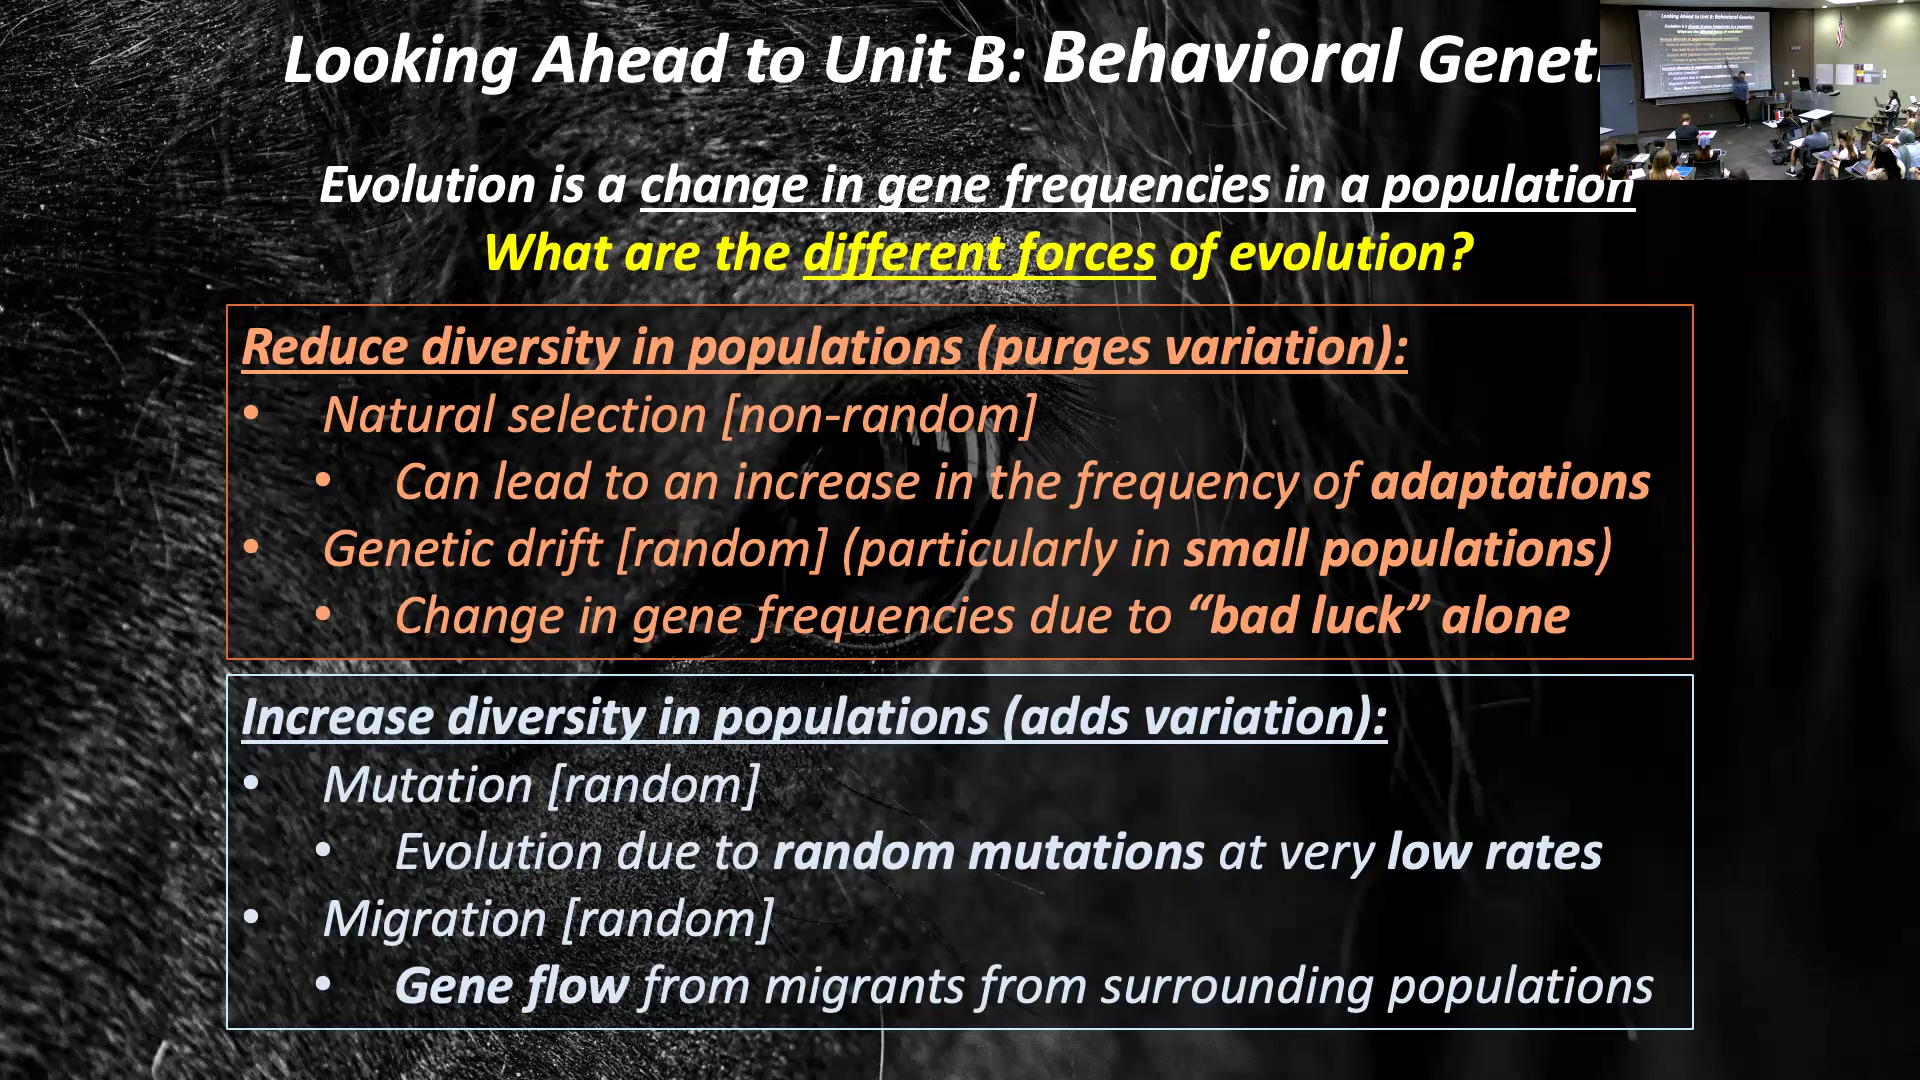 Looking Ahead to Unit B: Behavioral Genet
Evolution is a change in gene frequencies in a population
What are the different forces of evolution?
Reduce diversity in populations (purges variation):
• Natural selection [non-random]
• Can lead to an increase in the frequency of adaptations
• Genetic drift [random] (particularly in small populations)
• Change in gene frequencies due to “bad luck” alone
Increase diversity in populations (adds variation):
• Mutation [random]
• Evolution due to random mutations at very low rates
• Migration [random]
• Gene flow from migrants from surrounding populations